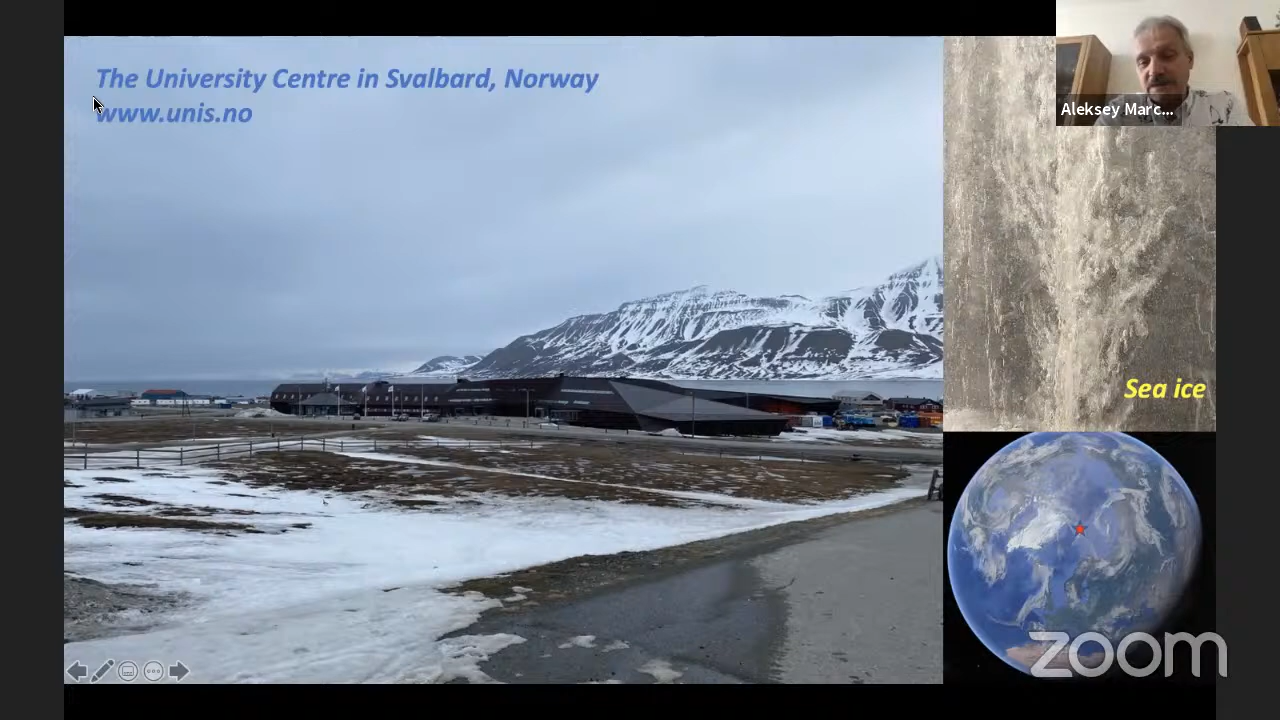 The University Centre in Svalbard, Norway
www.unis.no
Aleksey Marc...
Sea ice
zoom